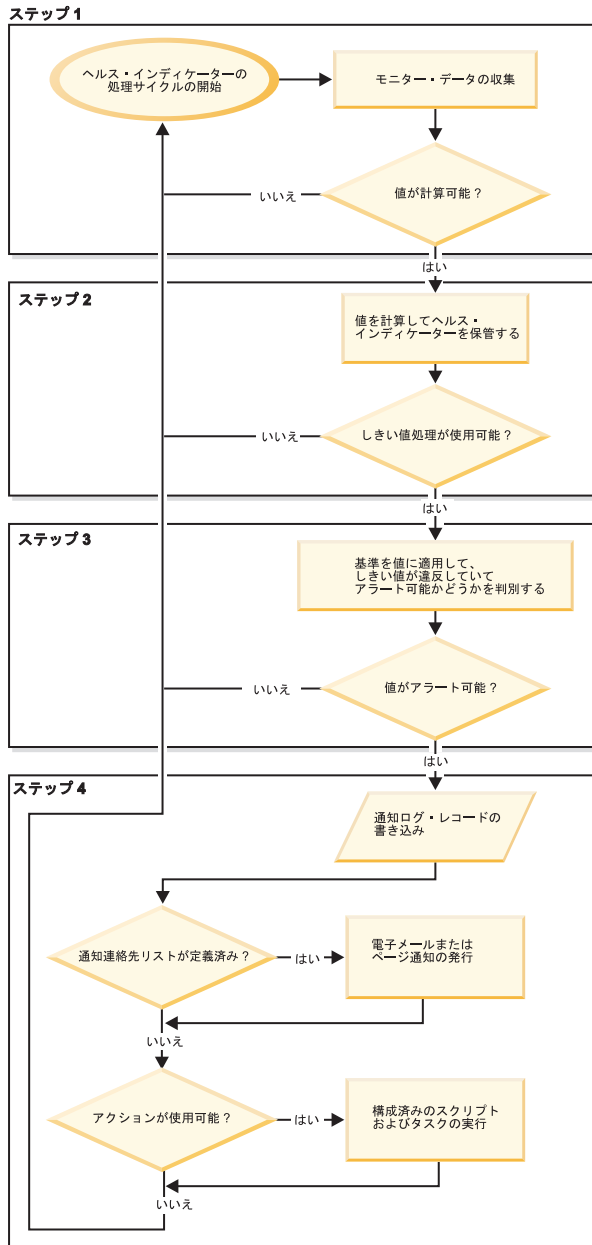 ステップ 1
ヘルス・インディケーターの
処理サイクルの開始
モニター・データの収集
値が計算可能？
いいえ
はい
ステップ 2
値を計算してヘルス・
インディケーターを保管する
しきい値処理が使用可能？
いいえ
はい
ステップ 3
基準を値に適用して、
しきい値が違反していて
アラート可能かどうかを判別する
値がアラート可能？
いいえ
はい
ステップ 4
通知ログ・レコードの
書き込み
通知連絡先リストが定義済み？
はい
電子メールまたは
ページ通知の発行
いいえ
アクションが使用可能？
はい
構成済みのスクリプト
およびタスクの実行
いいえ